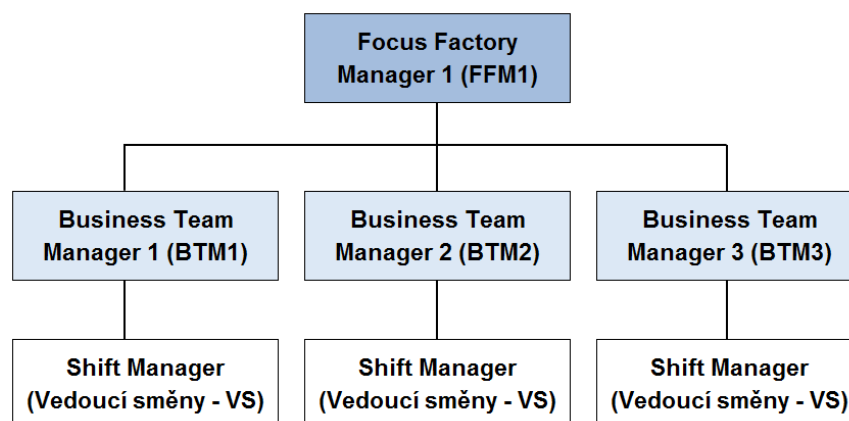 Focus Factory
Manager 1 (FFM1)
Business Team
Manager 1 (BTM1)
Business Team
Manager 2 (BTM2)
Business Team
Manager 3 (BTM3)
Shift Manager
(Vedoucí směny - VS)
Shift Manager
(Vedoucí směny - VS)
Shift Manager
(Vedoucí směny - VS)